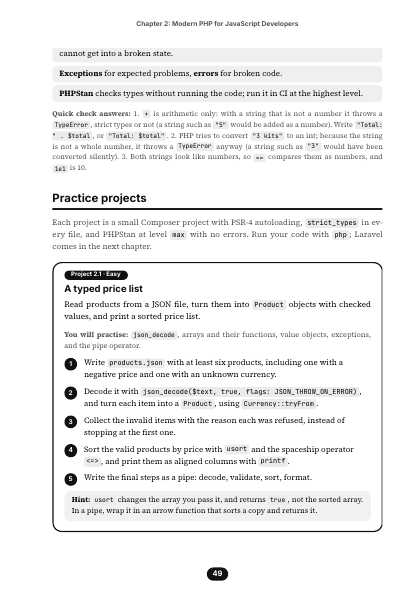 Chapter 2: Modern PHP for JavaScript Developers
cannot get into a broken state.
Exceptions for expected problems, errors for broken code.
PHPStan checks types without running the code; run it in CI at the highest level.
Quick check answers: 1. + is arithmetic only: with a string that is not a number it throws a
TypeError, strict types or not (a string such as "5" would be added as a number). Write "Total:
" . $total, or "Total: $total". 2. PHP tries to convert "3 kits" to an int; because the string
is not a whole number, it throws a TypeError anyway (a string such as "3" would have been
converted silently). 3. Both strings look like numbers, so == compares them as numbers, and
1e1 is 10.
Practice projects
Each project is a small Composer project with PSR-4 autoloading, strict_types in ev-
ery file, and PHPStan at level max with no errors. Run your code with php; Laravel
comes in the next chapter.
Project 2.1 · Easy
A typed price list
Read products from a JSON file, turn them into Product objects with checked
values, and print a sorted price list.
You will practise: json_decode, arrays and their functions, value objects, exceptions,
and the pipe operator.
1 Write products.json with at least six products, including one with a
negative price and one with an unknown currency.
2 Decode it with json_decode($text, true, flags: JSON_THROW_ON_ERROR),
and turn each item into a Product, using Currency::tryFrom.
3 Collect the invalid items with the reason each was refused, instead of
stopping at the first one.
4 Sort the valid products by price with usort and the spaceship operator
<=>, and print them as aligned columns with printf.
5 Write the final steps as a pipe: decode, validate, sort, format.
Hint: usort changes the array you pass it, and returns true, not the sorted array.
In a pipe, wrap it in an arrow function that sorts a copy and returns it.
49